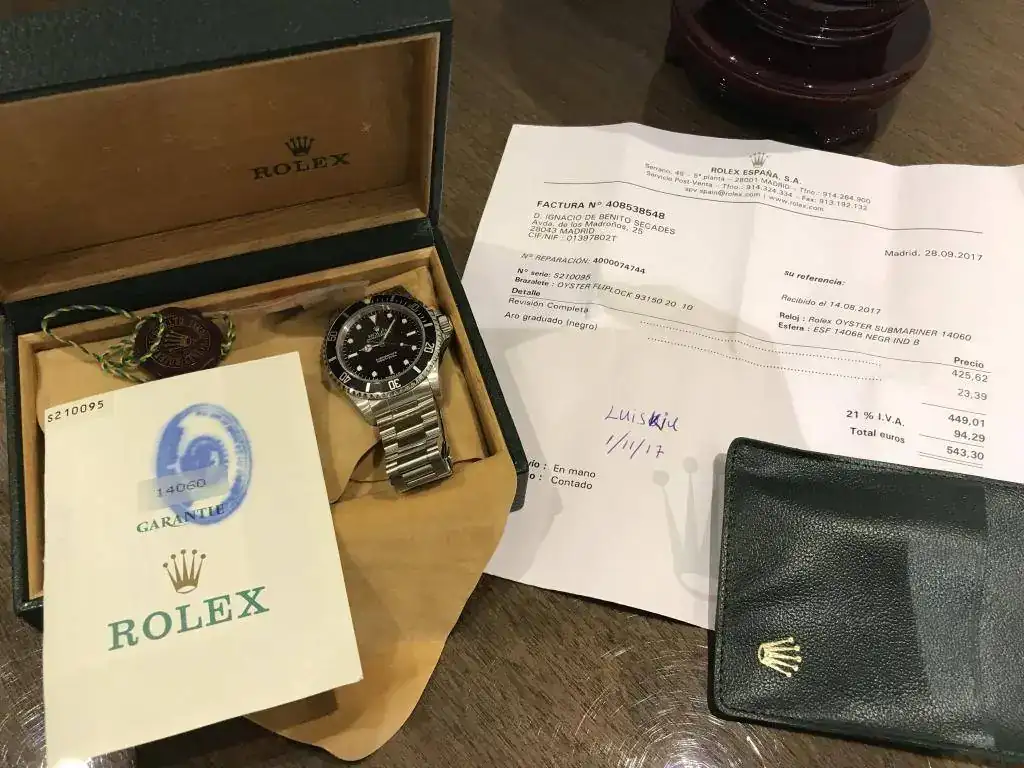 ROLEX
S210095
14060
GARANTIE
ROLEX
ROLEX ESPAÑA, S.A.
Serrano, 45 - 5ª planta - 28001 MADRID - Tfno.: 914.264.900
Servicio Post-Venta - Tfno.: 914.324.334 - Fax: 913.192.132
spv.spain@rolex.com | www.rolex.com
FACTURA Nº 408538548
D. IGNACIO DE BENITO SECADES
Avda. de los Madroños, 25
28043 MADRID
CIF/NIF : 01397802T
Madrid, 28.09.2017
Nº REPARACIÓN: 4000074744
su referencia:
Nº serie: S210095
Brazalete : OYSTER FLIPLOCK 93150 20 10
Recibido el 14.08.2017
Reloj : Rolex OYSTER SUBMARINER 14060
Esfera : ESF 14068 NEGR IND B
Detalle
Precio
Revisión Completa
425,62
Aro graduado (negro)
23,39
449,01
21 % I.V.A.
94,29
Total euros
543,30
1/11/17
: En mano
: Contado